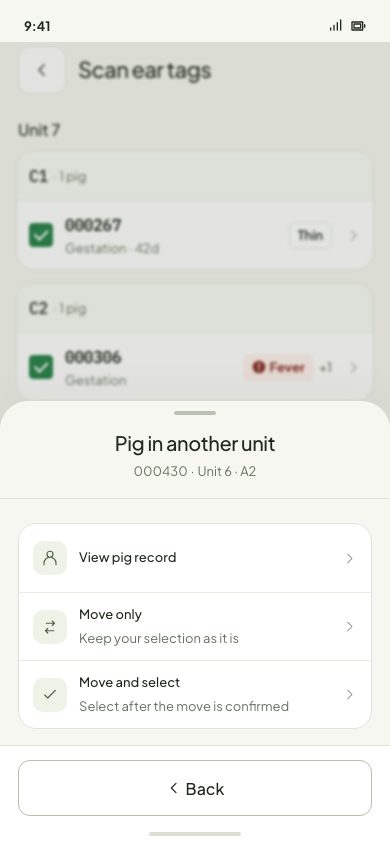 9:41
Scan ear tags
Unit 7
C1 · 1 pig
000267
Gestation · 42d
Thin
C2 · 1 pig
000306
Gestation
Fever +1
Pig in another unit
000430 · Unit 6 · A2
View pig record
Move only
Keep your selection as it is
Move and select
Select after the move is confirmed
Back